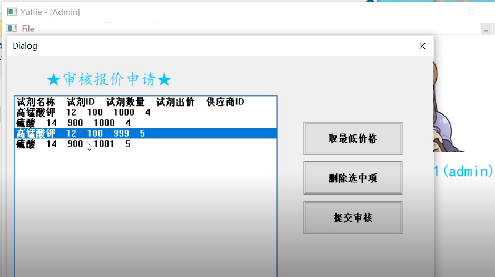 Yuffie - [Admin]
File
Dialog
★审核报价申请★
试剂名称 试剂ID 试剂数量 试剂出价 供应商ID
高锰酸钾 12 100 1000 4
硫酸 14 900 1000 4
高锰酸钾 12 100 999 5
硫酸 14 900 1001 5
取最低价格
删除选中项
提交审核
1(admin)